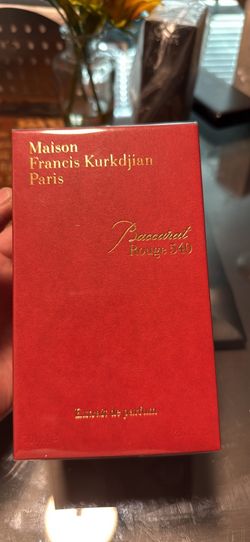 Maison
Francis Kurkdjian
Paris
Baccarat
Rouge 540
Extrait de parfum